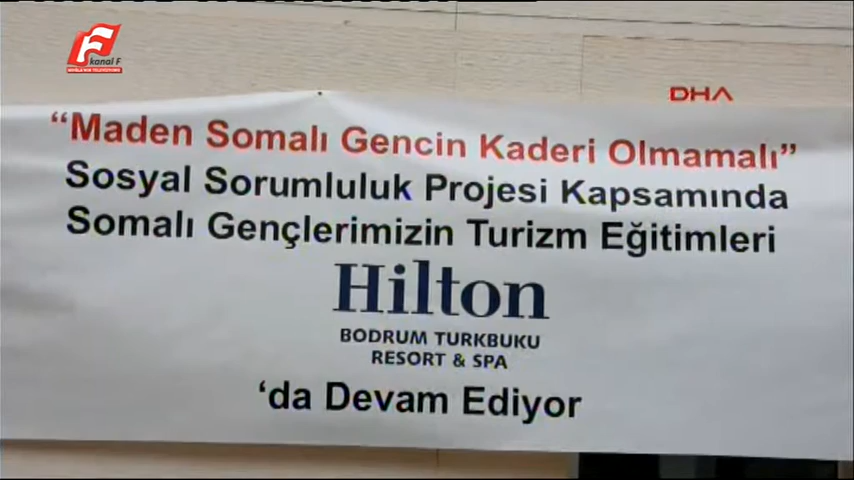 F
kanal F
DHA
“Maden Somalı Gencin Kaderi Olmamalı”
Sosyal Sorumluluk Projesi Kapsamında
Somalı Gençlerimizin Turizm Eğitimleri
Hilton
BODRUM TURKBUKU
RESORT & SPA
‘da Devam Ediyor